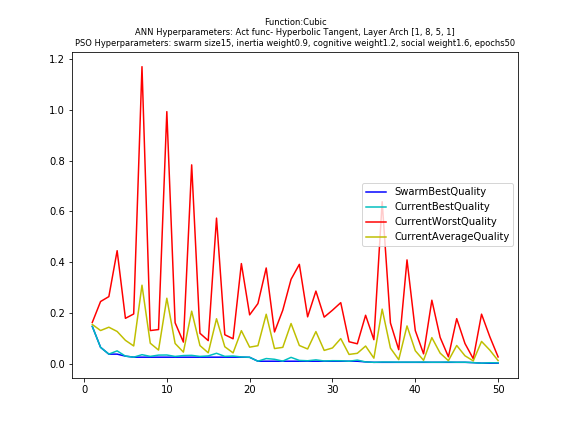 Function:Cubic
ANN Hyperparameters: Act func- Hyperbolic Tangent, Layer Arch [1, 8, 5, 1]
PSO Hyperparameters: swarm size15, inertia weight0.9, cognitive weight1.2, social weight1.6, epochs50
1.2
1.0
0.8
0.6
0.4
0.2
0.0
SwarmBestQuality
CurrentBestQuality
CurrentWorstQuality
CurrentAverageQuality
0 10 20 30 40 50